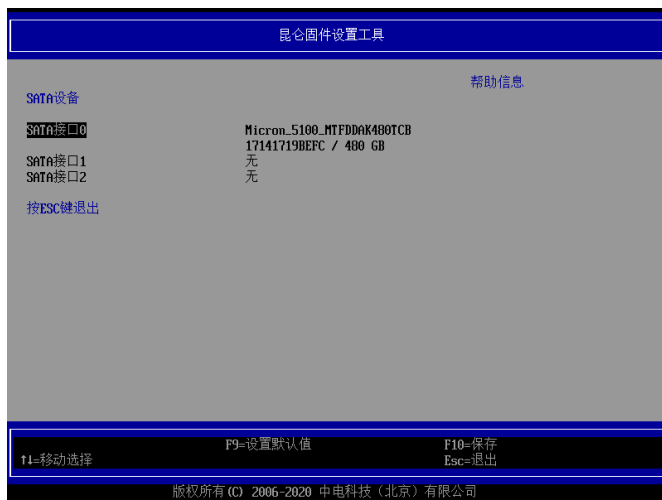 昆仑固件设置工具
帮助信息
SATA设备
SATA接口0 Micron_5100_MTFDDAK480TCB
17141719BEFC / 480 GB
SATA接口1 无
SATA接口2 无
按ESC键退出
F9=设置默认值 F10=保存
↑↓=移动选择 Esc=退出
版权所有(C) 2006-2020 中电科技（北京）有限公司